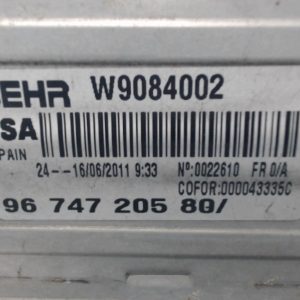 BEHR W9084002
SA
PAIN
24--16/06/2011 9:33 Nº:0022610 FR 0/A
COFOR:000043335C
96 747 205 80/